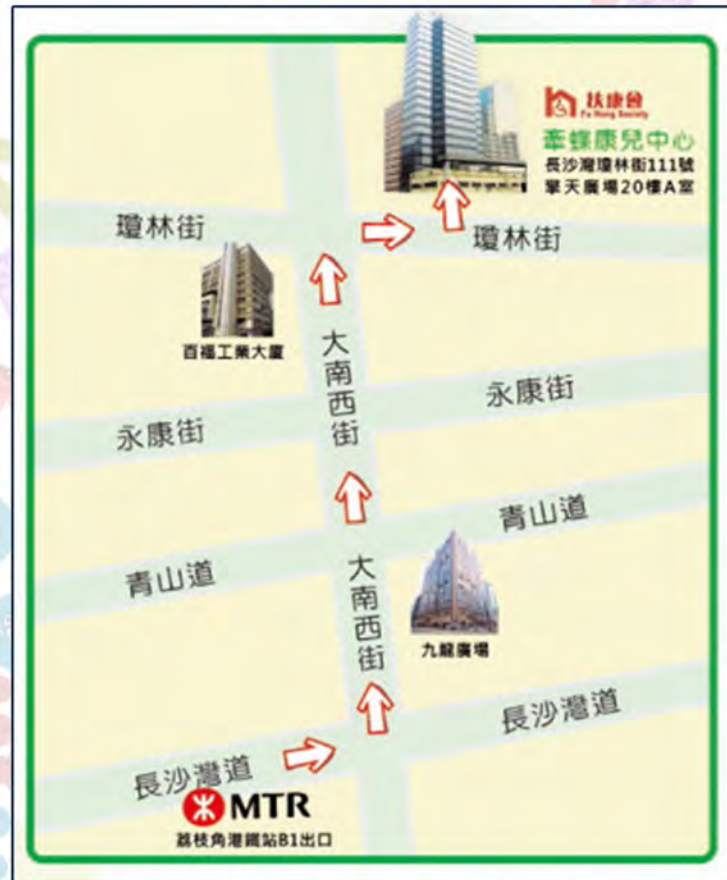 扶康會
Fu Hong Society
牽蝶康兒中心
長沙灣瓊林街111號
擎天廣場20樓A室
瓊林街
瓊林街
百福工業大廈
大南西街
永康街
永康街
青山道
青山道
大南西街
九龍廣場
長沙灣道
長沙灣道
MTR
荔枝角港鐵站B1出口